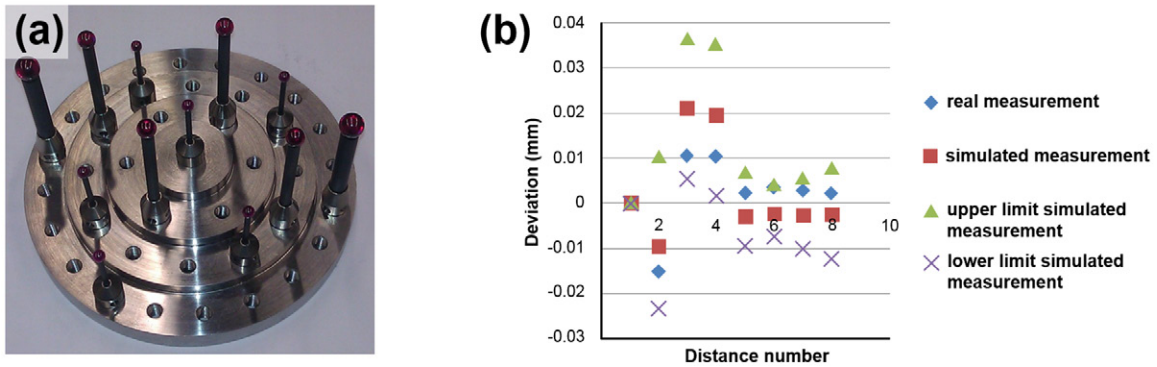 (a)
(b)
0.04
0.03
0.02
0.01
0
-0.01
-0.02
-0.03
2
4
6
8
10
Deviation (mm)
Distance number
real measurement
simulated measurement
upper limit simulated
measurement
lower limit simulated
measurement